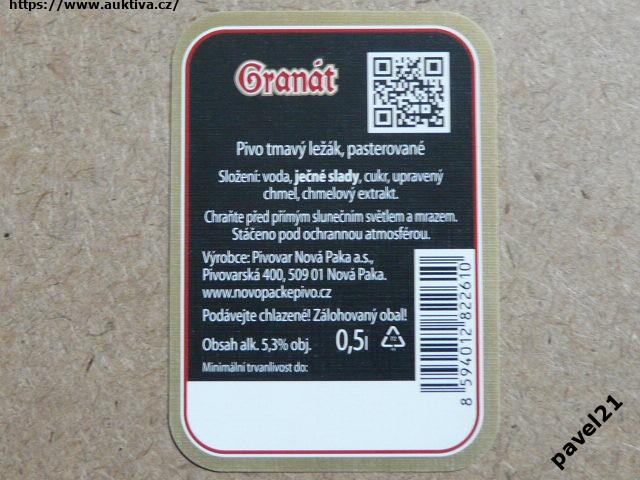 https://www.auktiva.cz/
Granát
Pivo tmavý ležák, pasterované
Složení: voda, ječné slady, cukr, upravený
chmel, chmelový extrakt.
Chraňte před přímým slunečním světlem a mrazem.
Stáčeno pod ochrannou atmosférou.
Výrobce: Pivovar Nová Paka a.s.,
Pivovarská 400, 509 01 Nová Paka.
www.novopackepivo.cz
Podávejte chlazené! Zálohovaný obal!
Obsah alk. 5,3% obj. 0,5l
Minimální trvanlivost do:
8 594012 822610
pavel21